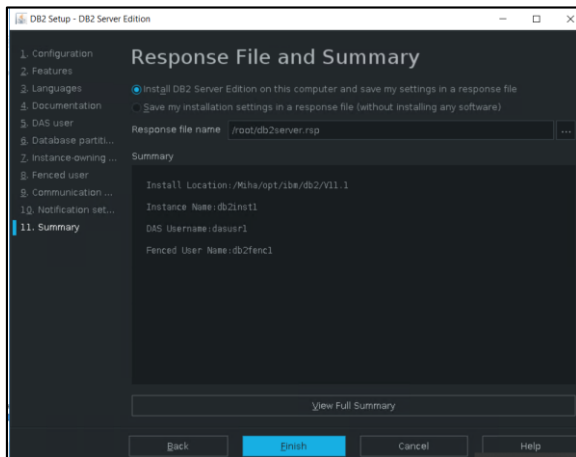 DB2 Setup - DB2 Server Edition
1. Configuration
2. Features
3. Languages
4. Documentation
5. DAS user
6. Database partiti...
7. Instance-owning ...
8. Fenced user
9. Communication ...
10. Notification set...
11. Summary
Response File and Summary
Install DB2 Server Edition on this computer and save my settings in a response file
Save my installation settings in a response file (without installing any software)
Response file name /root/db2server.rsp ...
Summary
Install Location:/Miha/opt/ibm/db2/V11.1
Instance Name:db2inst1
DAS Username:dasusr1
Fenced User Name:db2fenc1
View Full Summary
Back Finish Cancel Help